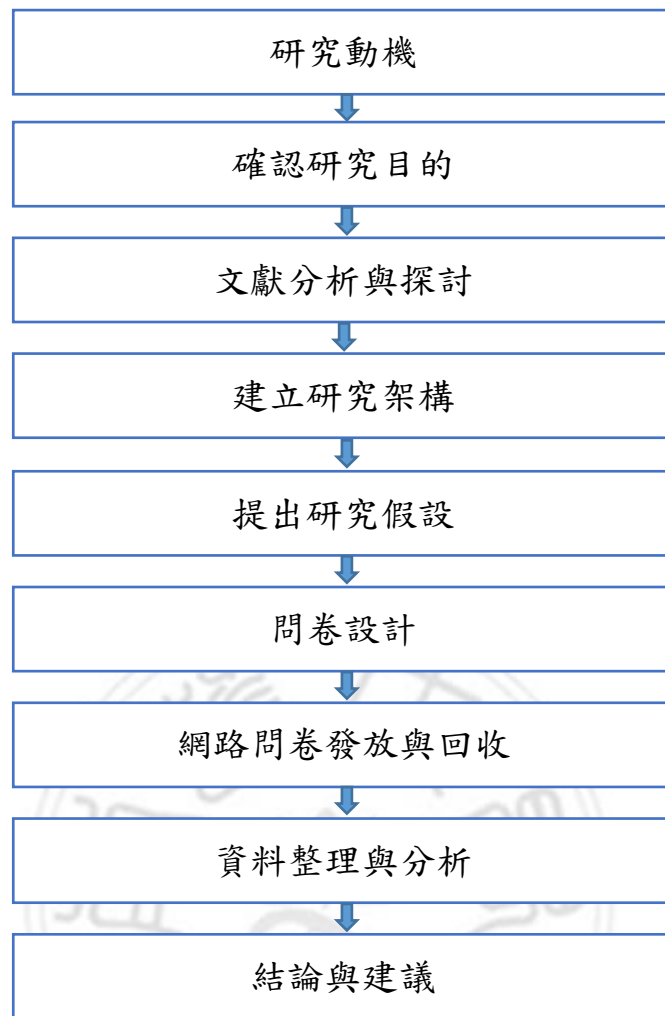 研究動機
確認研究目的
文獻分析與探討
建立研究架構
提出研究假設
問卷設計
網路問卷發放與回收
資料整理與分析
結論與建議